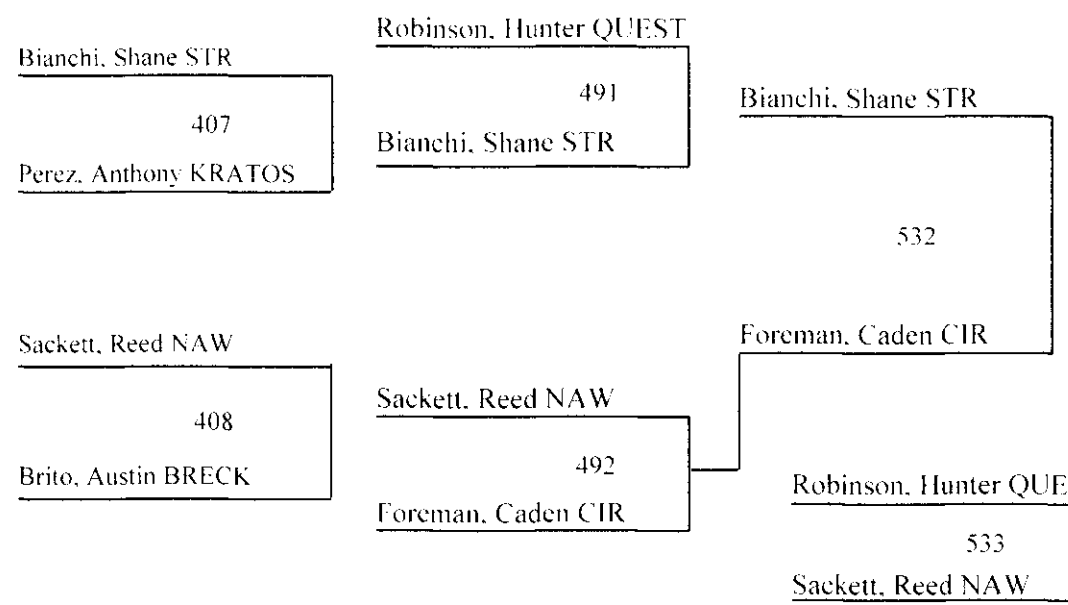 Bianchi, Shane STR
407
Perez, Anthony KRATOS
Sackett, Reed NAW
408
Brito, Austin BRECK
Robinson, Hunter QUEST
491
Bianchi, Shane STR
Sackett, Reed NAW
492
Foreman, Caden CIR
Bianchi, Shane STR
532
Foreman, Caden CIR
Robinson, Hunter QUE
533
Sackett, Reed NAW